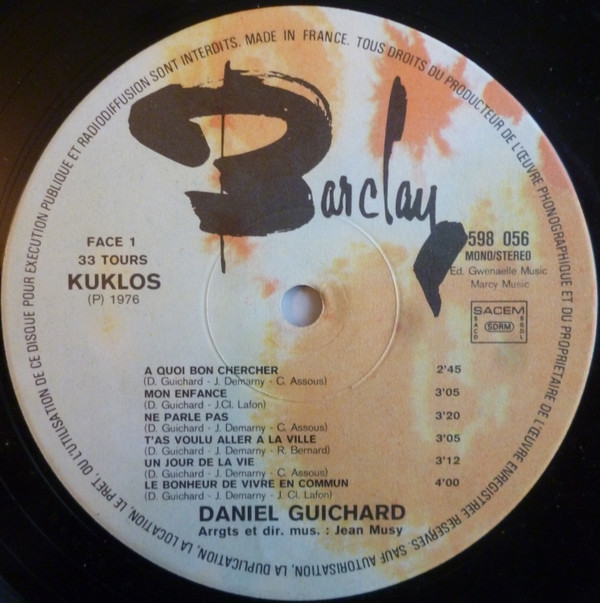 DE CE DISQUE POUR EXECUTION PUBLIQUE ET RADIODIFFUSION SONT INTERDITS. MADE IN FRANCE. TOUS DROITS DU PRODUCTEUR DE L'ŒUVRE PHONOGRAPHIQUE ET DU PROPRIETAIRE DE L'ŒUVRE ENREGISTREE RESERVES. SAUF AUTORISATION, LA DUPLICATION, LA LOCATION, LE PRET, OU L'UTILISATION
Barclay
FACE 1
33 TOURS
KUKLOS
(P) 1976
598 056
MONO/STEREO
Ed. Gwenaelle Music
Marcy Music
SACEM
SACD
SDRM
SGDL
A QUOI BON CHERCHER 2'45
(D. Guichard - J. Demarny - C. Assous)
MON ENFANCE 3'05
(D. Guichard - J.Cl. Lafon)
NE PARLE PAS 3'20
(D. Guichard - J. Demarny - C. Assous)
T'AS VOULU ALLER A LA VILLE 3'05
(D. Guichard - J. Demarny - R. Bernard)
UN JOUR DE LA VIE 3'12
(D. Guichard - J. Demarny - C. Assous)
LE BONHEUR DE VIVRE EN COMMUN 4'00
(D. Guichard - J. Demarny - J. Cl. Lafon)
DANIEL GUICHARD
Arrgts et dir. mus. : Jean Musy